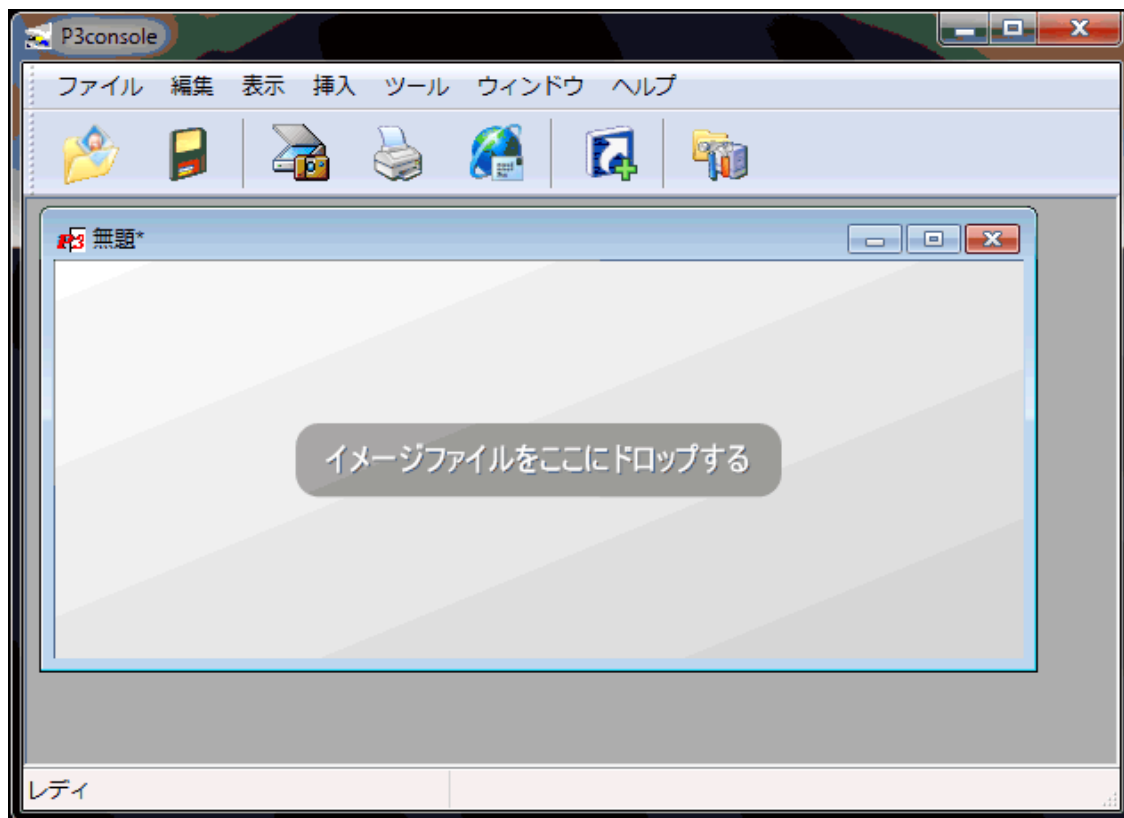 P3console
ファイル 編集 表示 挿入 ツール ウィンドウ ヘルプ
P3 無題*
イメージファイルをここにドロップする
レディ